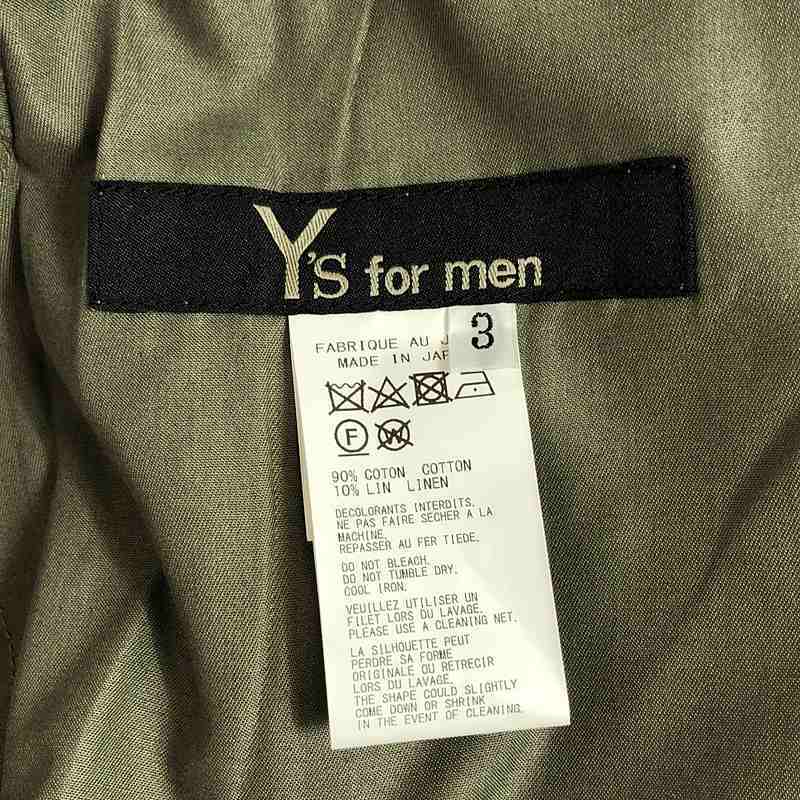 Y's for men
3
FABRIQUE AU
MADE IN
F W
90% COTON COTTON
10% LIN LINEN
DECOLORANTS INTERDITS.
NE PAS FAIRE SECHER A LA
MACHINE.
REPASSER AU FER TIEDE.
DO NOT BLEACH.
DO NOT TUMBLE DRY.
COOL IRON.
VEUILLEZ UTILISER UN
FILET LORS DU LAVAGE.
PLEASE USE A CLEANING NET.
LA SILHOUETTE PEUT
PERDRE SA FORME
ORIGINALE OU RETRECIR
LORS DU LAVAGE.
THE SHAPE COULD SLIGHTLY
COME DOWN OR SHRINK
IN THE EVENT OF CLEANING.